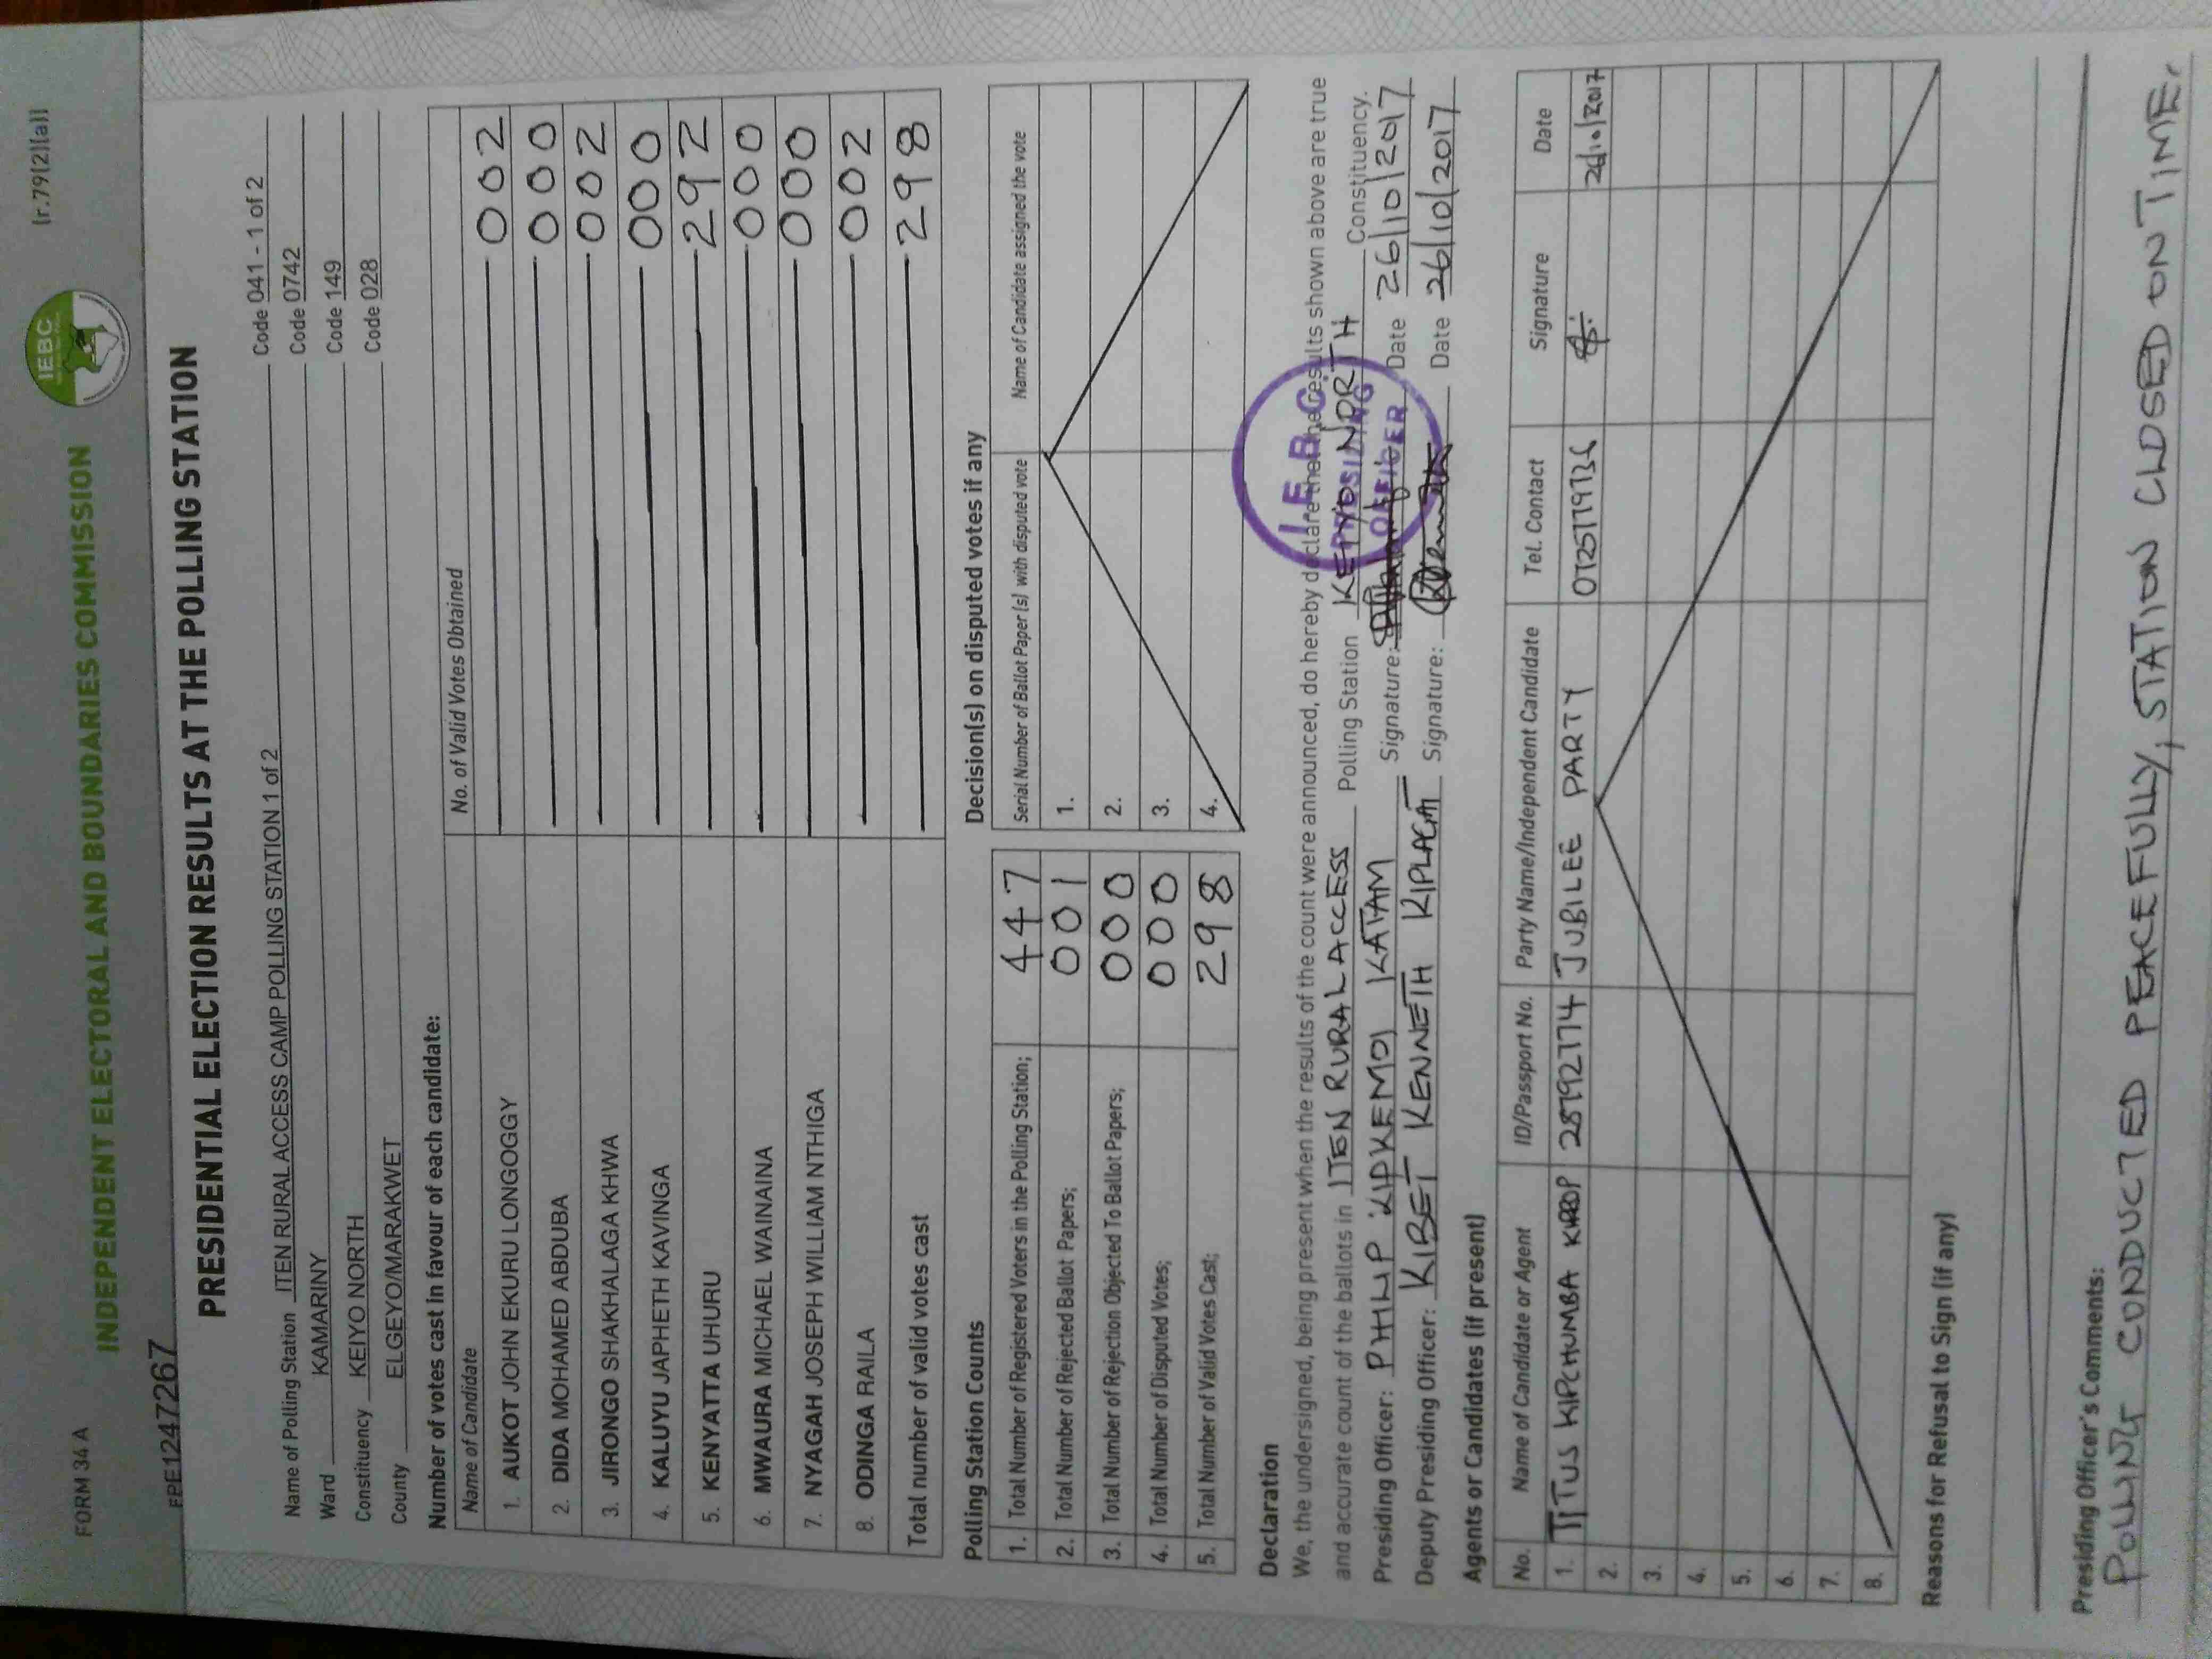 FORM 34 A
(r.79(2)(a))
IEBC
INDEPENDENT ELECTORAL AND BOUNDARIES COMMISSION
EPE1247267
PRESIDENTIAL ELECTION RESULTS AT THE POLLING STATION
Name of Polling Station ITEN RURAL ACCESS CAMP POLLING STATION 1 of 2 Code 041 - 1 of 2
Ward KAMARINY Code 0742
Constituency KEIYO NORTH Code 149
County ELGEYO/MARAKWET Code 028
Number of votes cast in favour of each candidate:
Name of Candidate No. of Valid Votes Obtained
1. AUKOT JOHN EKURU LONGOGGY 002
2. DIDA MOHAMED ABDUBA 000
3. JIRONGO SHAKHALAGA KHWA 002
4. KALUYU JAPHETH KAVINGA 000
5. KENYATTA UHURU 292
6. MWAURA MICHAEL WAINAINA 000
7. NYAGAH JOSEPH WILLIAM NTHIGA 000
8. ODINGA RAILA 002
Total number of valid votes cast 298
Polling Station Counts
1. Total Number of Registered Voters in the Polling Station; 447
2. Total Number of Rejected Ballot Papers; 001
3. Total Number of Rejection Objected To Ballot Papers; 000
4. Total Number of Disputed Votes; 000
5. Total Number of Valid Votes Cast; 298
Decision(s) on disputed votes if any
Serial Number of Ballot Paper (s) with disputed vote Name of Candidate assigned the vote
1.
2.
3.
4.
Declaration
We, the undersigned, being present when the results of the count were announced, do hereby declare that the results shown above are true
and accurate count of the ballots in ITEN RURAL ACCESS Polling Station KEIYO NORTH Constituency.
Presiding Officer: PHILIP KIPKEMOI KATAM Signature: Date 26/10/2017
Deputy Presiding Officer: KIBET KENNETH KIPLAGAT Signature: Date 26/10/2017
I.E.B.C.
PRESIDING
OFFICER
Agents or Candidates (if present)
No. Name of Candidate or Agent ID/Passport No. Party Name/Independent Candidate Tel. Contact Signature Date
1. TITUS KIPCHUMBA 28792774 JUBILEE PARTY 26/10/2017
2.
3.
4.
5.
6.
7.
8.
Reasons for Refusal to Sign (if any)
Presiding Officer's Comments:
POLLING CONDUCTED PEACEFULLY, STATION CLOSED ON TIME.